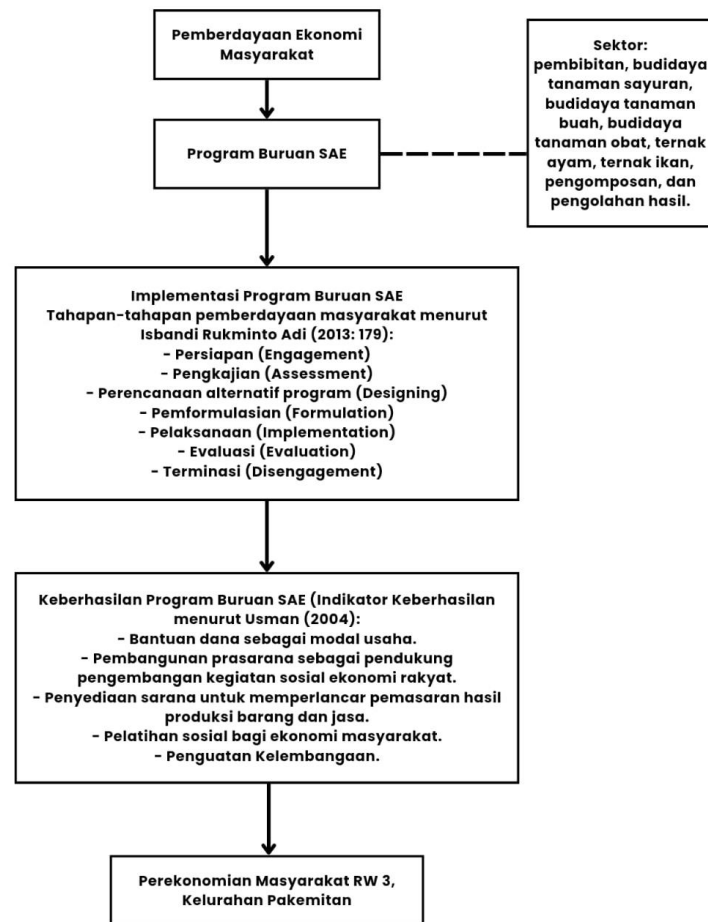 Pemberdayaan Ekonomi
Masyarakat
Program Buruan SAE
Sektor:
pembibitan, budidaya
tanaman sayuran,
budidaya tanaman
buah, budidaya
tanaman obat, ternak
ayam, ternak ikan,
pengomposan, dan
pengolahan hasil.
Implementasi Program Buruan SAE
Tahapan-tahapan pemberdayaan masyarakat menurut
Isbandi Rukminto Adi (2013: 179):
- Persiapan (Engagement)
- Pengkajian (Assessment)
- Perencanaan alternatif program (Designing)
- Pemformulasian (Formulation)
- Pelaksanaan (Implementation)
- Evaluasi (Evaluation)
- Terminasi (Disengagement)
Keberhasilan Program Buruan SAE (Indikator Keberhasilan
menurut Usman (2004):
- Bantuan dana sebagai modal usaha.
- Pembangunan prasarana sebagai pendukung
pengembangan kegiatan sosial ekonomi rakyat.
- Penyediaan sarana untuk memperlancar pemasaran hasil
produksi barang dan jasa.
- Pelatihan sosial bagi ekonomi masyarakat.
- Penguatan Kelembangaan.
Perekonomian Masyarakat RW 3,
Kelurahan Pakemitan